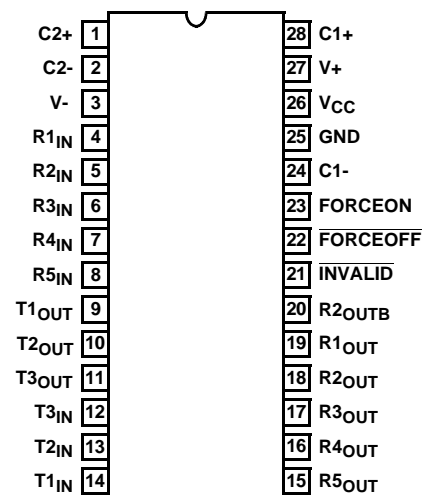 C2+ 1 28 C1+
C2- 2 27 V+
V- 3 26 VCC
R1IN 4 25 GND
R2IN 5 24 C1-
R3IN 6 23 FORCEON
R4IN 7 22 FORCEOFF
R5IN 8 21 INVALID
T1OUT 9 20 R2OUTB
T2OUT 10 19 R1OUT
T3OUT 11 18 R2OUT
T3IN 12 17 R3OUT
T2IN 13 16 R4OUT
T1IN 14 15 R5OUT